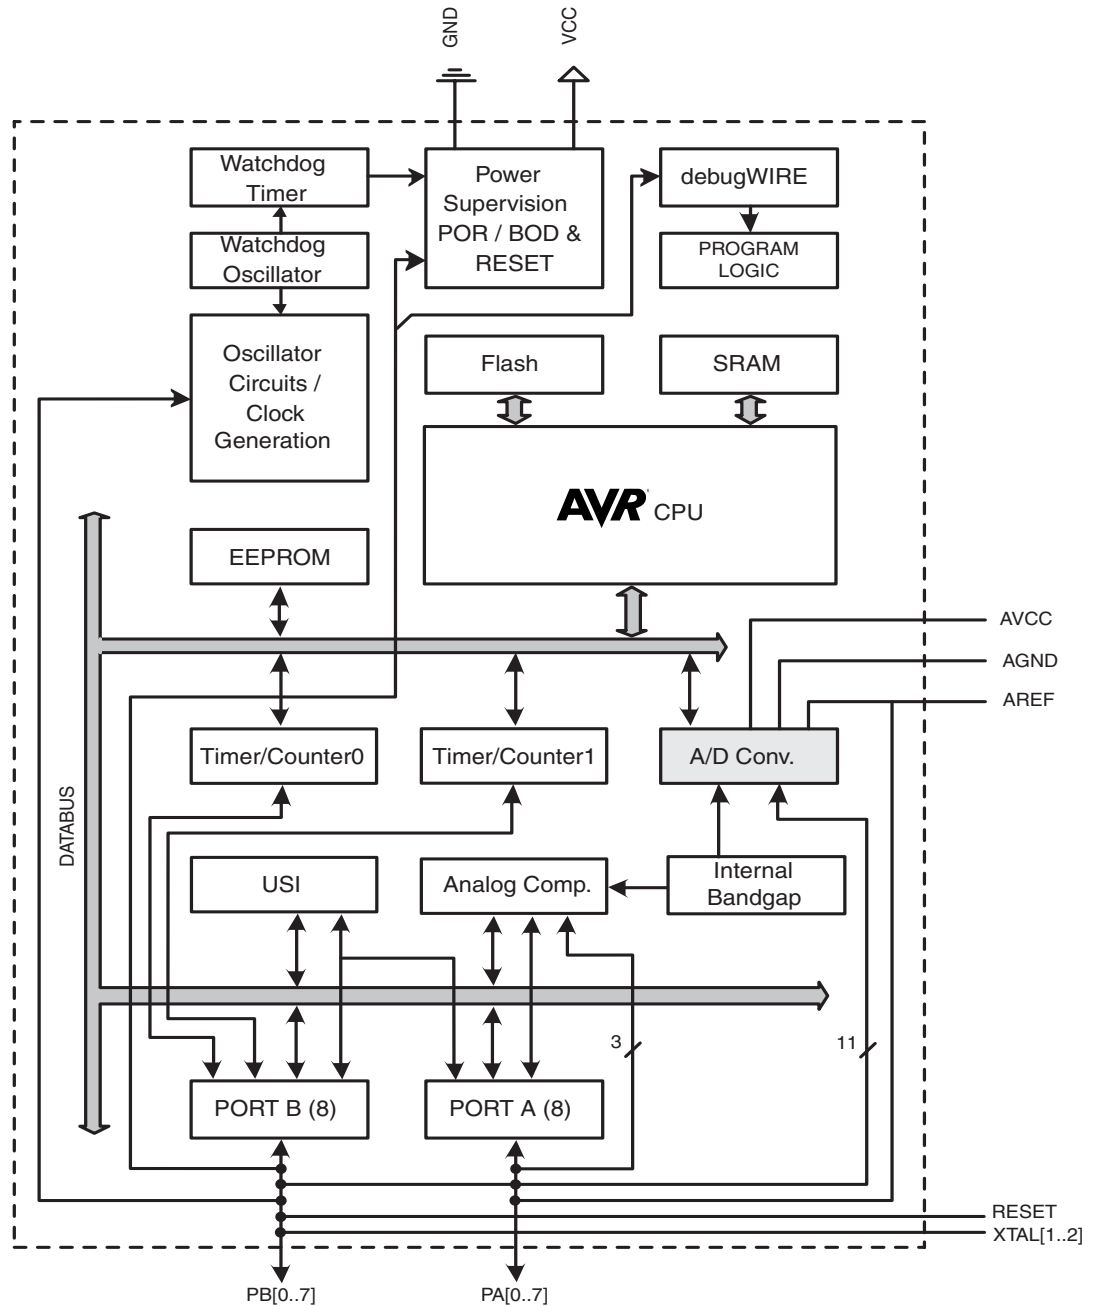 GND
VCC
Watchdog
Timer
Power
Supervision
POR / BOD &
RESET
debugWIRE
Watchdog
Oscillator
PROGRAM
LOGIC
Oscillator
Circuits /
Clock
Generation
Flash
SRAM
AVR CPU
EEPROM
AVCC
AGND
AREF
Timer/Counter0
Timer/Counter1
A/D Conv.
DATABUS
USI
Analog Comp.
Internal
Bandgap
3
11
PORT B (8)
PORT A (8)
RESET
XTAL[1..2]
PB[0..7]
PA[0..7]